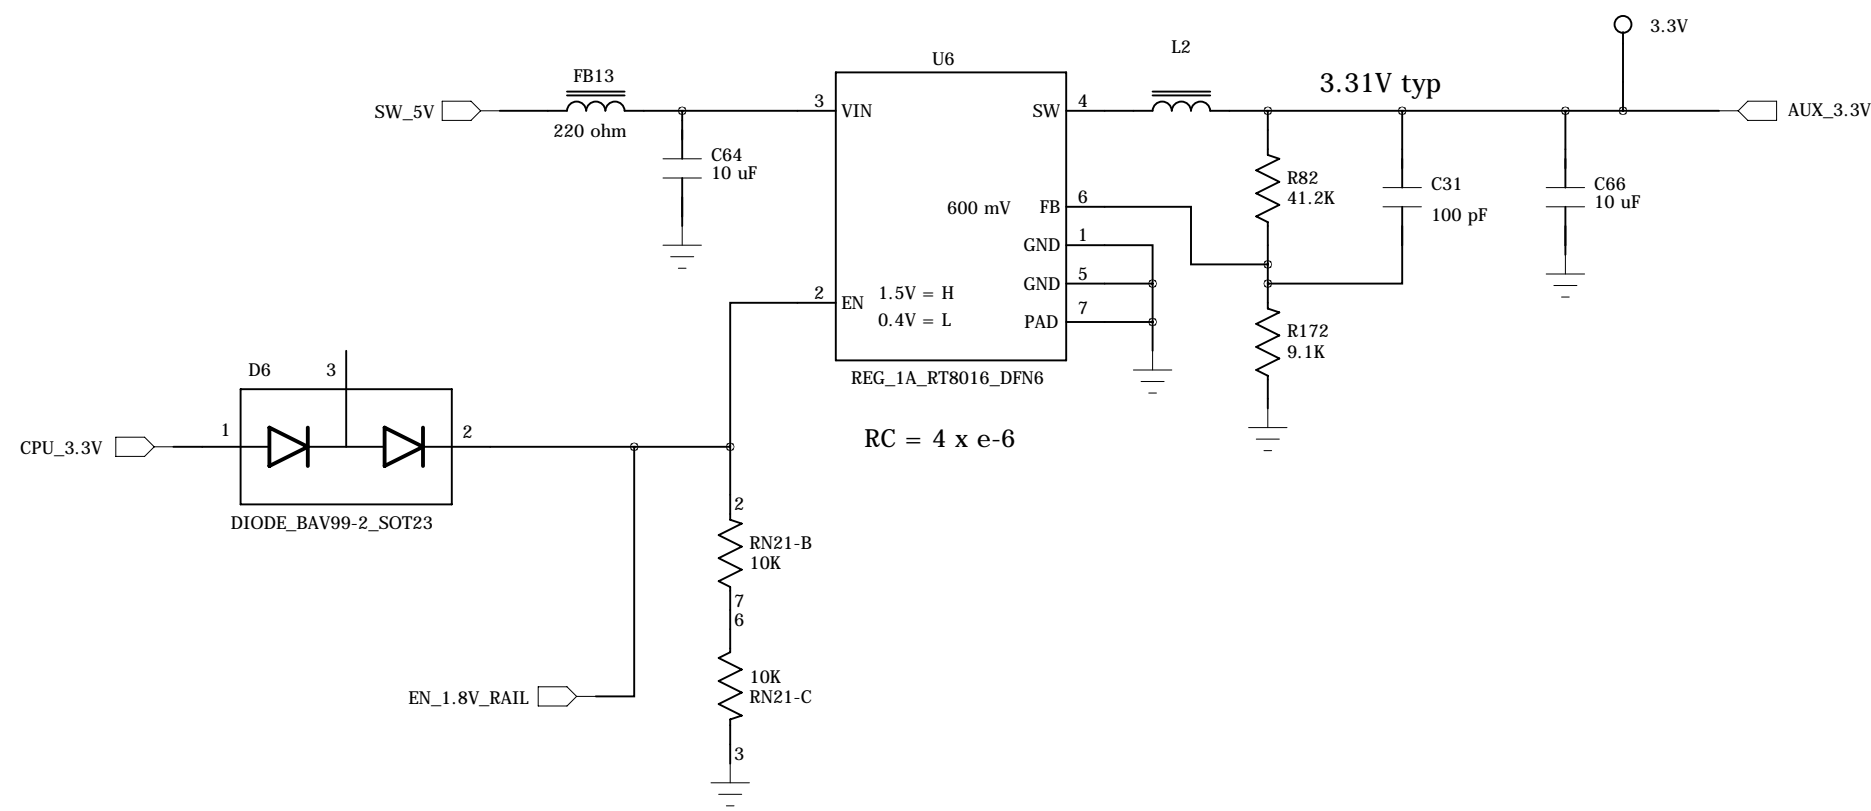 3.3V
L2
U6
FB13
3.31V typ
SW_5V
3
VIN
SW
4
AUX_3.3V
220 ohm
C64
10 uF
R82
41.2K
C31
100 pF
C66
10 uF
600 mV
FB
6
GND
1
GND
5
PAD
7
2
EN
1.5V = H
0.4V = L
R172
9.1K
REG_1A_RT8016_DFN6
D6
3
1
2
CPU_3.3V
RC = 4 x e-6
DIODE_BAV99-2_SOT23
2
RN21-B
10K
7
6
10K
RN21-C
EN_1.8V_RAIL
3